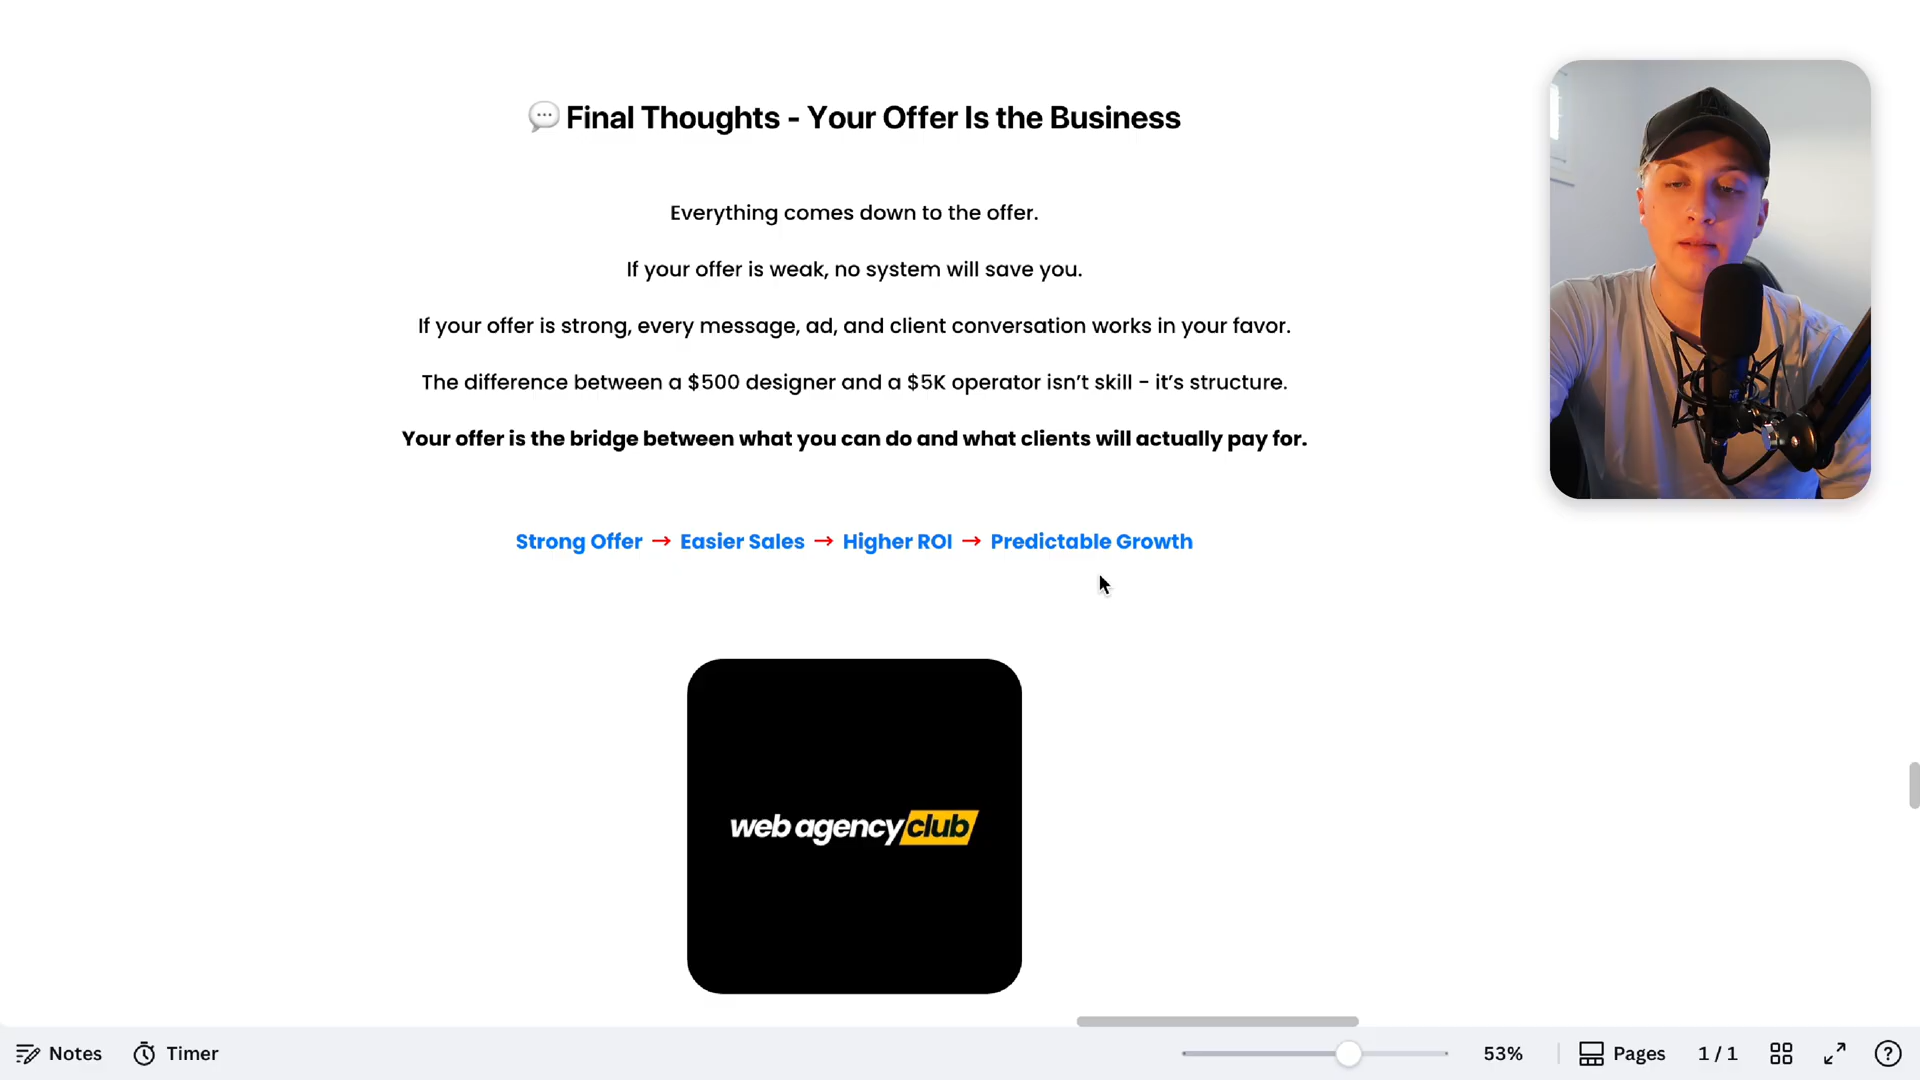 💬 Final Thoughts - Your Offer Is the Business
Everything comes down to the offer.
If your offer is weak, no system will save you.
If your offer is strong, every message, ad, and client conversation works in your favor.
The difference between a $500 designer and a $5K operator isn’t skill - it’s structure.
Your offer is the bridge between what you can do and what clients will actually pay for.
Strong Offer → Easier Sales → Higher ROI → Predictable Growth
web agency club
Notes Timer 53% Pages 1 / 1